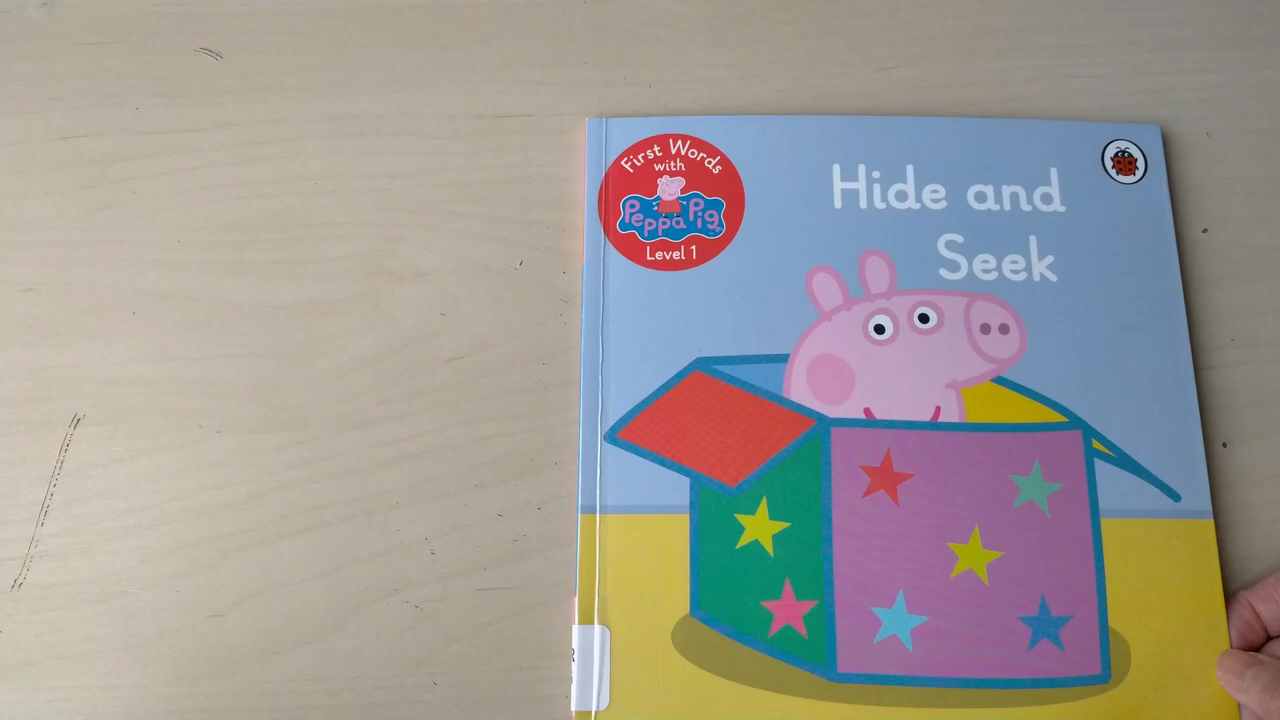 First Words
with
Peppa Pig
Level 1
Hide and
Seek